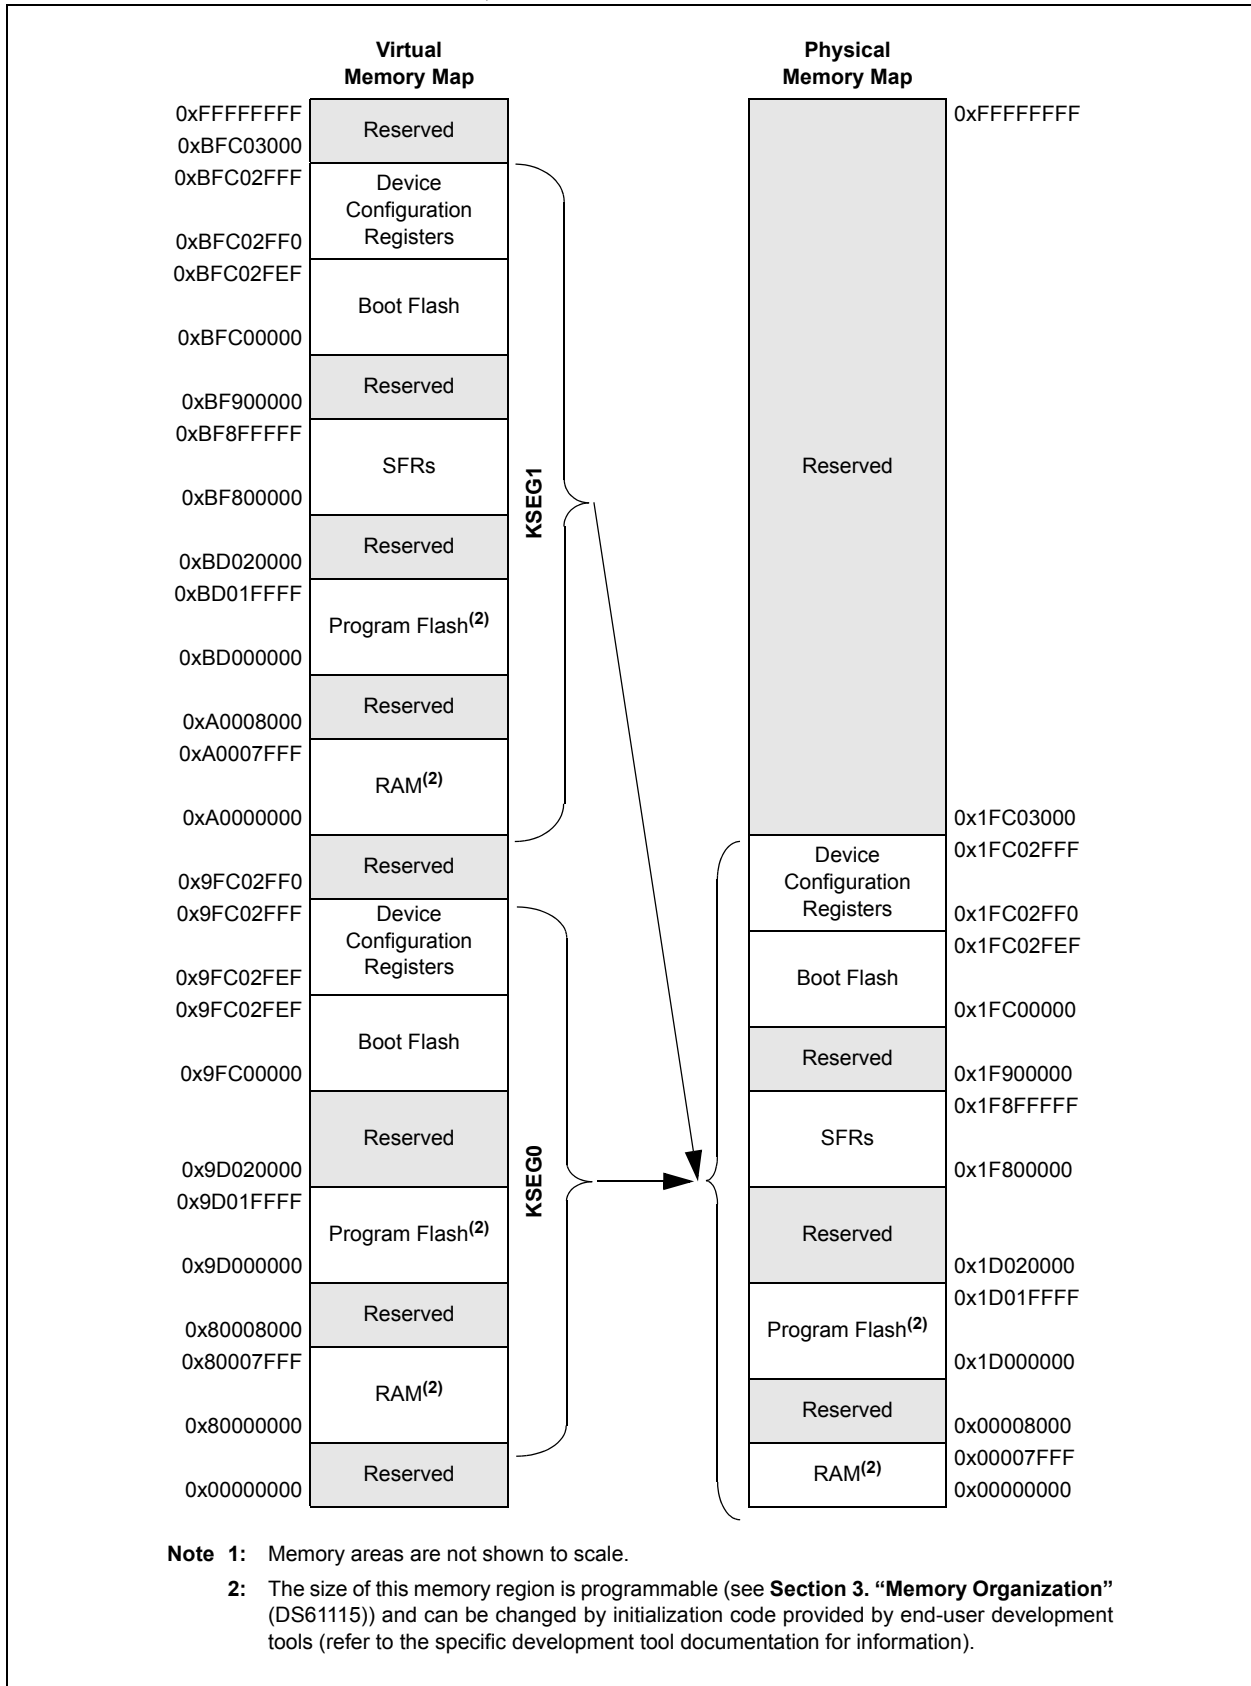 Virtual
Memory Map
0xFFFFFFFF
Reserved
0xBFC03000
0xBFC02FFF
Device
Configuration
Registers
0xBFC02FF0
0xBFC02FEF
Boot Flash
0xBFC00000
Reserved
0xBF900000
0xBF8FFFFF
SFRs
0xBF800000
Reserved
0xBD020000
0xBD01FFFF
Program Flash(2)
0xBD000000
Reserved
0xA0008000
0xA0007FFF
RAM(2)
0xA0000000
Reserved
0x9FC02FF0
0x9FC02FFF
Device
Configuration
Registers
0x9FC02FEF
0x9FC02FEF
Boot Flash
0x9FC00000
Reserved
0x9D020000
0x9D01FFFF
Program Flash(2)
0x9D000000
Reserved
0x80008000
0x80007FFF
RAM(2)
0x80000000
Reserved
0x00000000
KSEG1
KSEG0
Physical
Memory Map
0xFFFFFFFF
Reserved
0x1FC03000
0x1FC02FFF
Device
Configuration
Registers
0x1FC02FF0
0x1FC02FEF
Boot Flash
0x1FC00000
Reserved
0x1F900000
0x1F8FFFFF
SFRs
0x1F800000
Reserved
0x1D020000
0x1D01FFFF
Program Flash(2)
0x1D000000
Reserved
0x00008000
0x00007FFF
RAM(2)
0x00000000
Note 1: Memory areas are not shown to scale.
2: The size of this memory region is programmable (see Section 3. “Memory Organization”
(DS61115)) and can be changed by initialization code provided by end-user development
tools (refer to the specific development tool documentation for information).